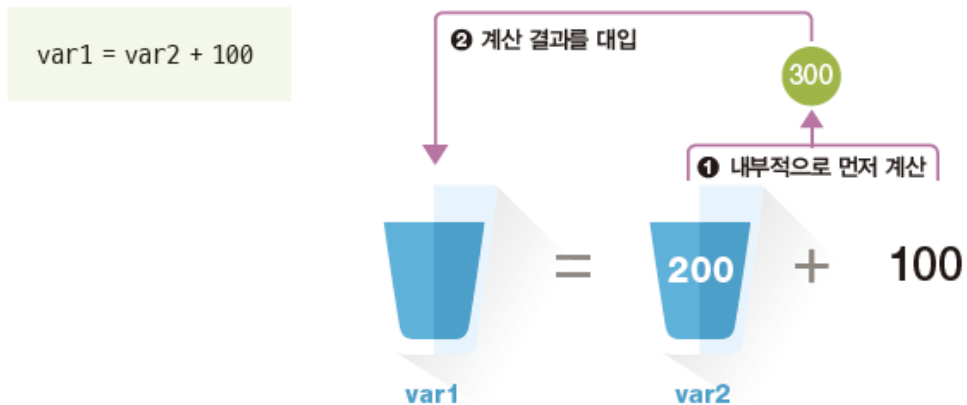 var1 = var2 + 100
❷ 계산 결과를 대입
300
❶ 내부적으로 먼저 계산
= 200 + 100
var1 var2